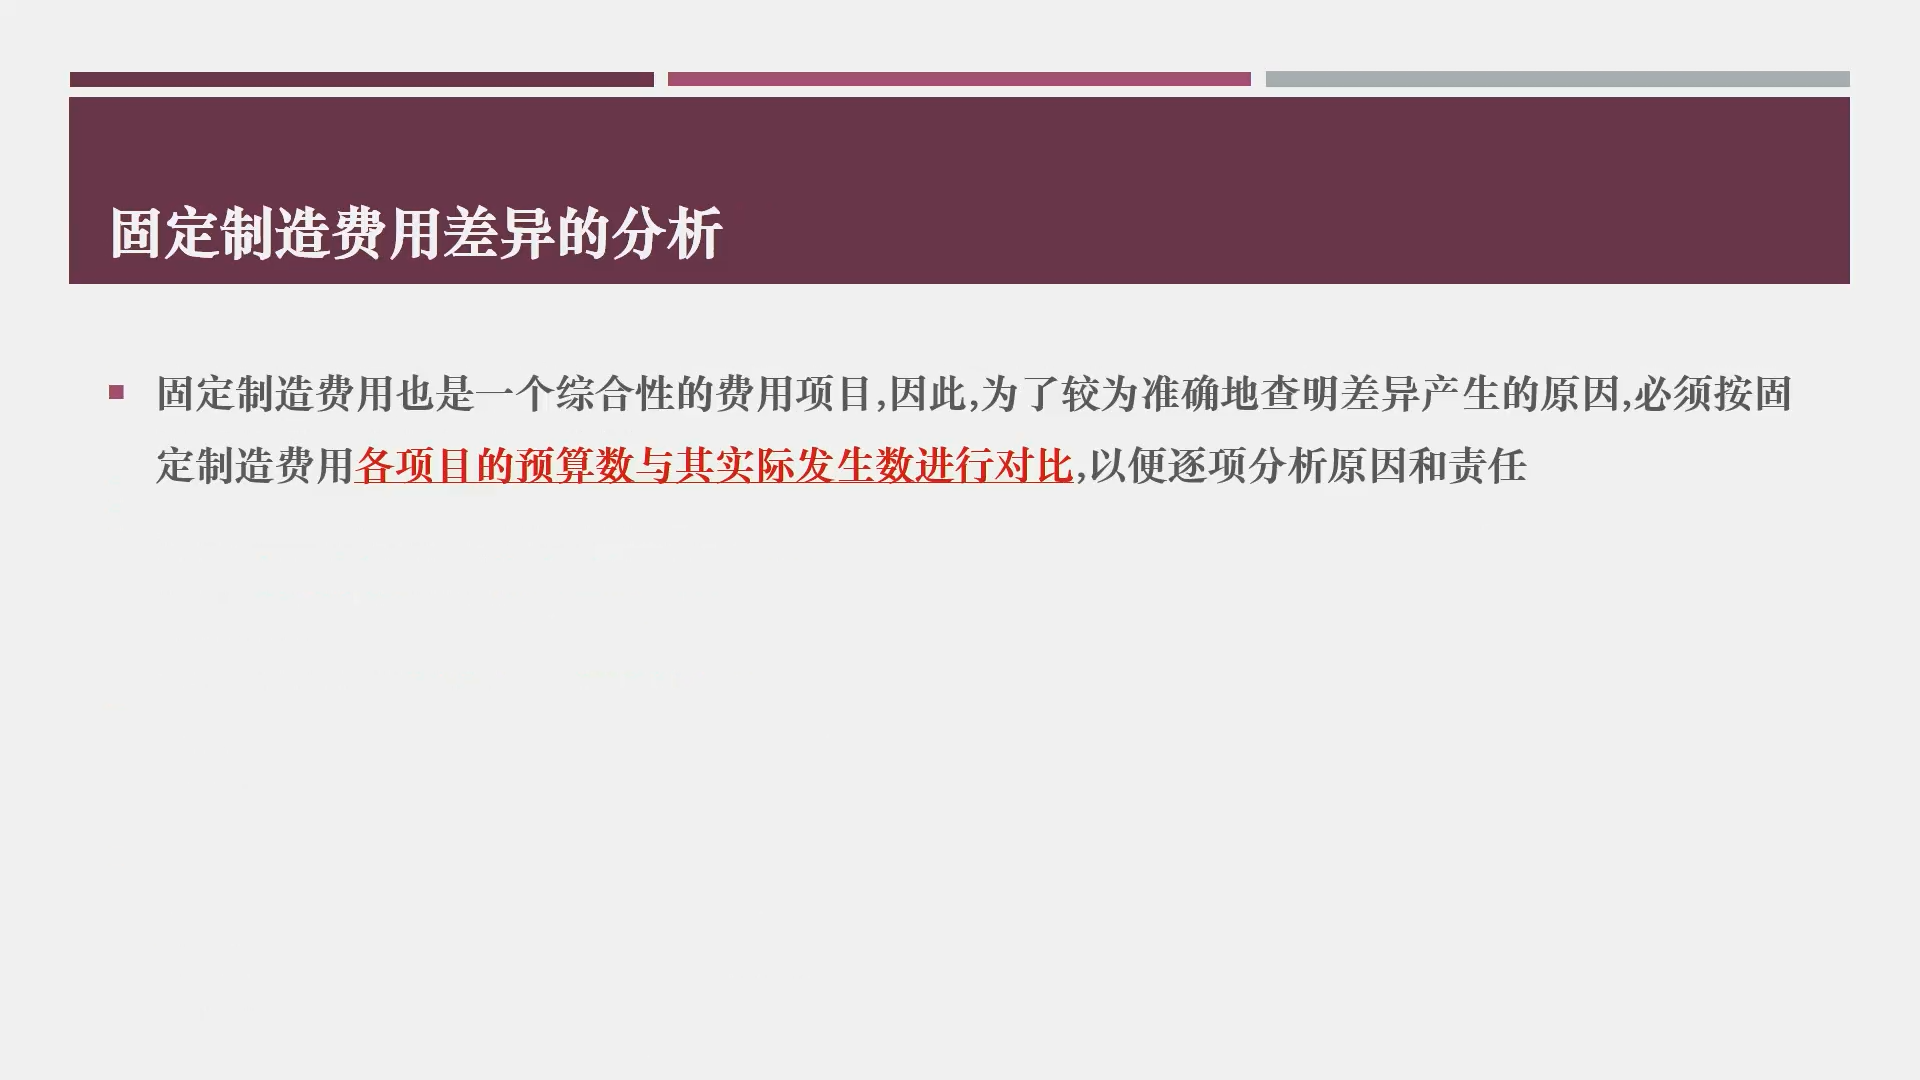 固定制造费用差异的分析
固定制造费用也是一个综合性的费用项目,因此,为了较为准确地查明差异产生的原因,必须按固
定制造费用各项目的预算数与其实际发生数进行对比,以便逐项分析原因和责任